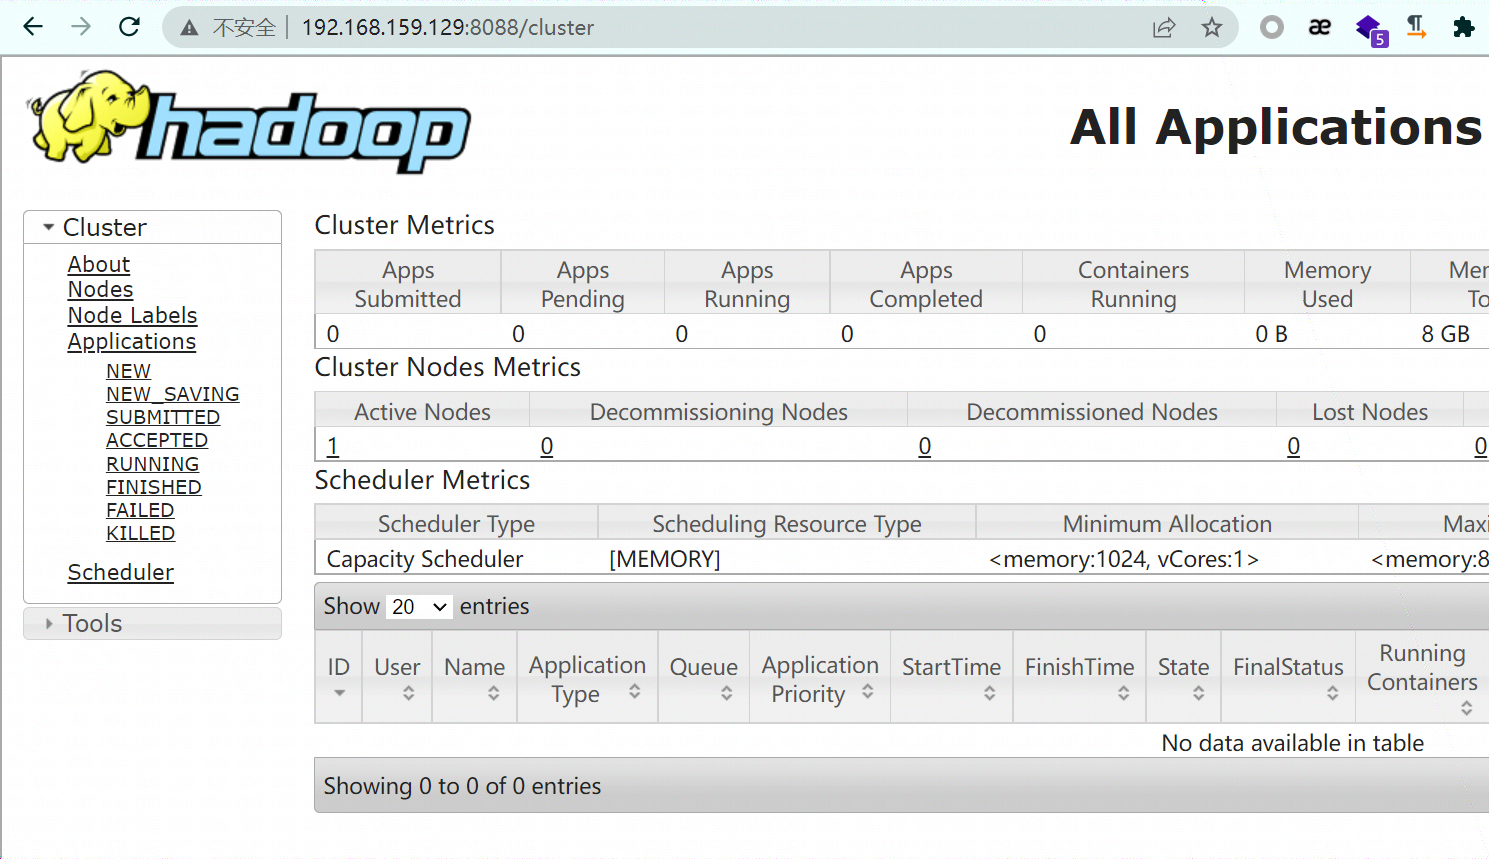 不安全 192.168.159.129:8088/cluster
5
hadoop
All Applications
Cluster
About
Nodes
Node Labels
Applications
NEW
NEW_SAVING
SUBMITTED
ACCEPTED
RUNNING
FINISHED
FAILED
KILLED
Scheduler
Tools
Cluster Metrics
Apps Submitted Apps Pending Apps Running Apps Completed Containers Running Memory Used Mer To
0 0 0 0 0 0 B 8 GB
Cluster Nodes Metrics
Active Nodes Decommissioning Nodes Decommissioned Nodes Lost Nodes
1 0 0 0 0
Scheduler Metrics
Scheduler Type Scheduling Resource Type Minimum Allocation Maxi
Capacity Scheduler [MEMORY] <memory:1024, vCores:1> <memory:8
Show 20 entries
ID User Name Application Type Queue Application Priority StartTime FinishTime State FinalStatus Running Containers
No data available in table
Showing 0 to 0 of 0 entries